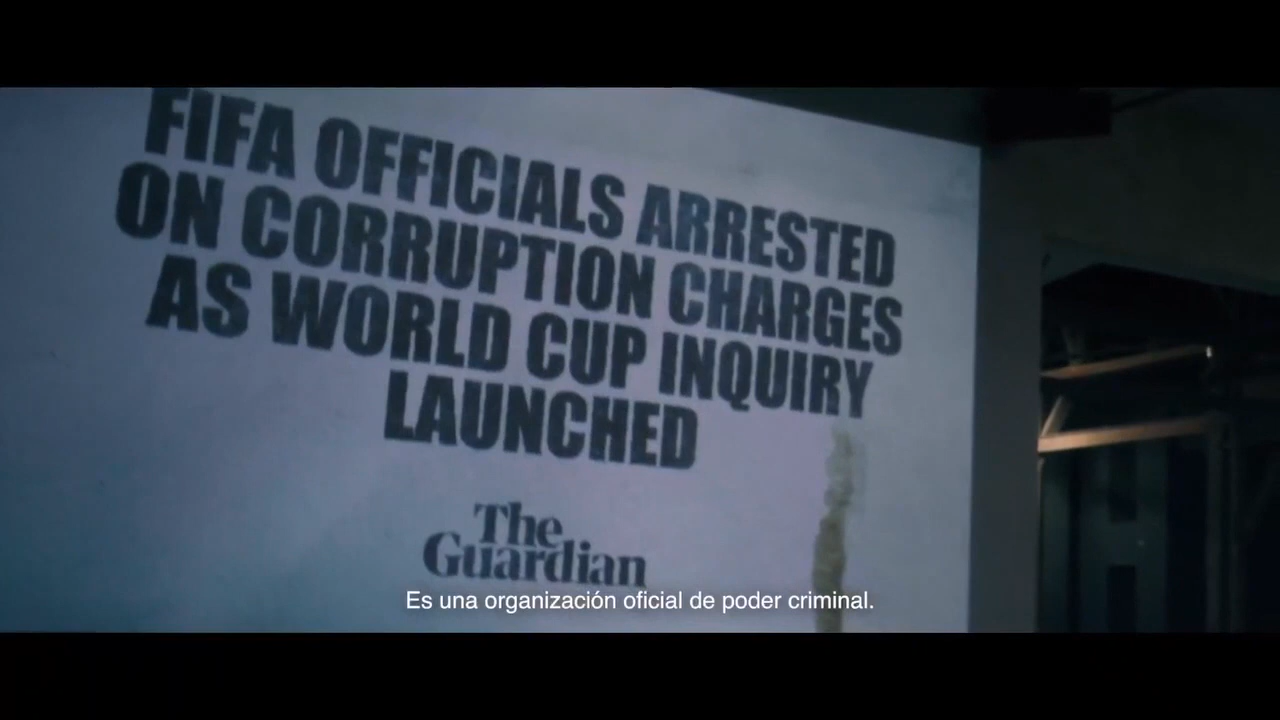 FIFA OFFICIALS ARRESTED
ON CORRUPTION CHARGES
AS WORLD CUP INQUIRY
LAUNCHED
The
Guardian
Es una organización oficial de poder criminal.